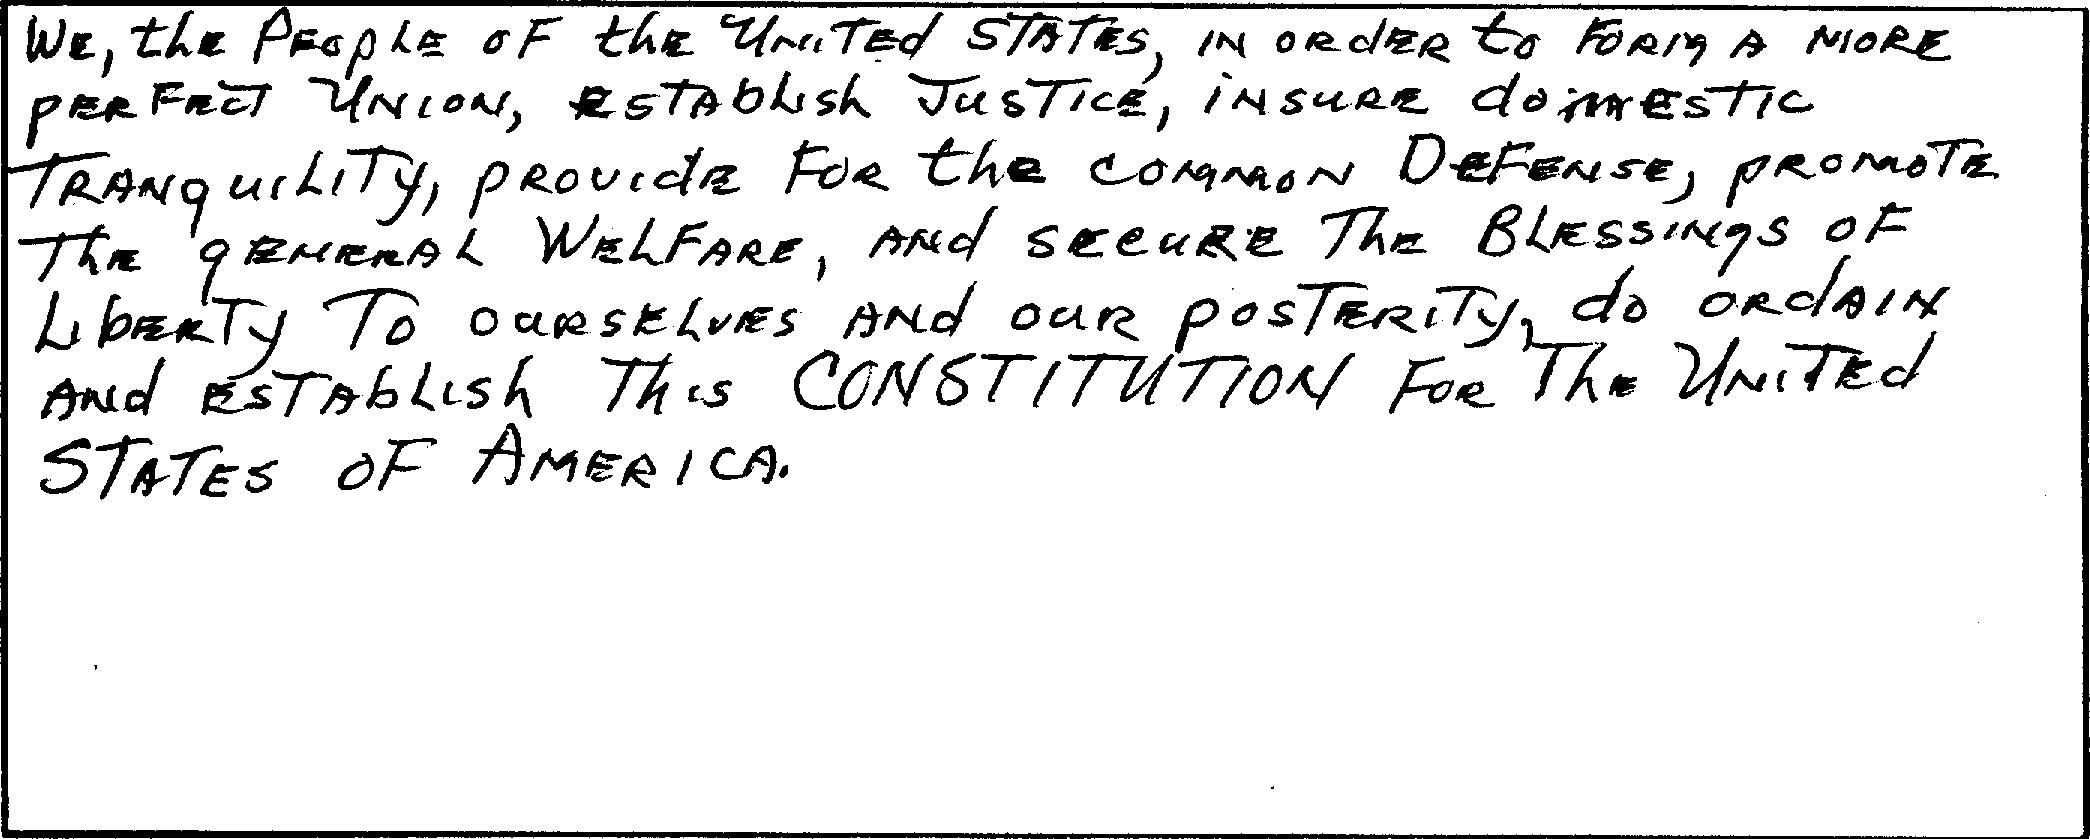 We, the People of the United States, in order to form a more
perfect Union, establish Justice, insure domestic
Tranquility, provide for the common Defense, promote
the general Welfare, and secure the Blessings of
Liberty to ourselves and our posterity, do ordain
and establish this CONSTITUTION for the United
States of America.